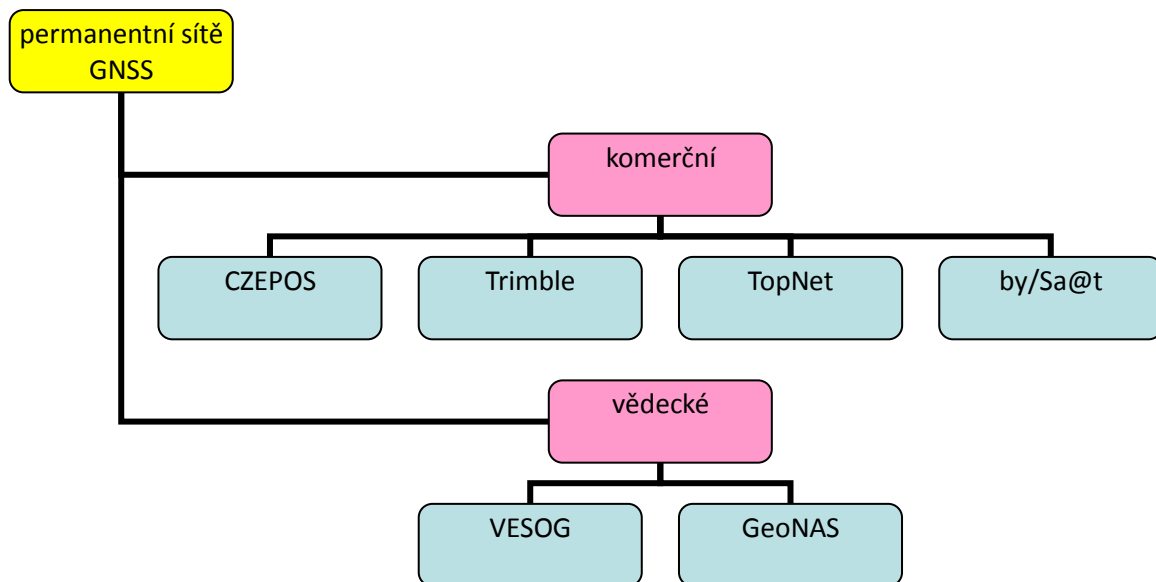 permanentní sítě
GNSS
komerční
CZEPOS
Trimble
TopNet
by/Sa@t
vědecké
VESOG
GeoNAS